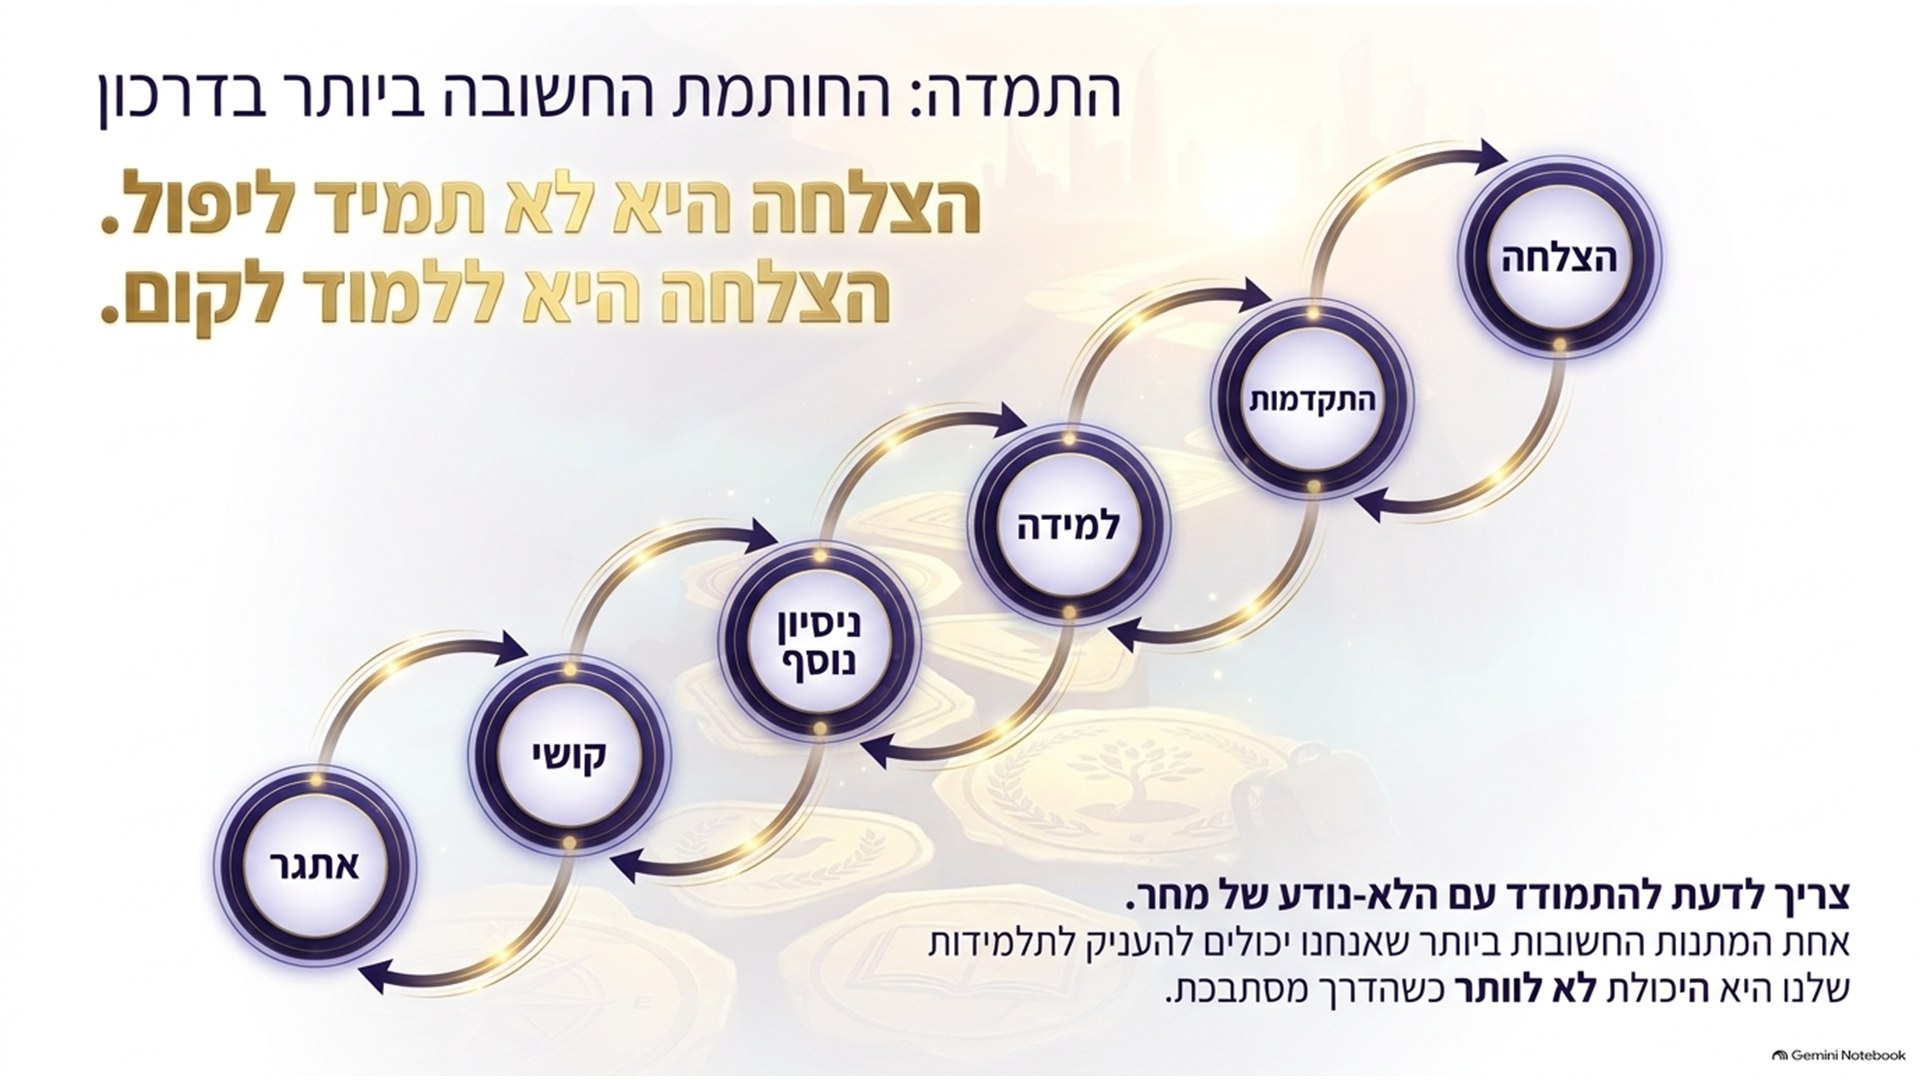 התמדה: החותמת החשובה ביותר בדרכון
הצלחה היא לא תמיד ליפול.
הצלחה היא ללמוד לקום.
הצלחה
התקדמות
למידה
ניסיון
נוסף
קושי
אתגר
צריך לדעת להתמודד עם הלא-נודע של מחר.
אחת המתנות החשובות ביותר שאנחנו יכולים להעניק לתלמידות
שלנו היא היכולת לא לוותר כשהדרך מסתבכת.
Gemini Notebook